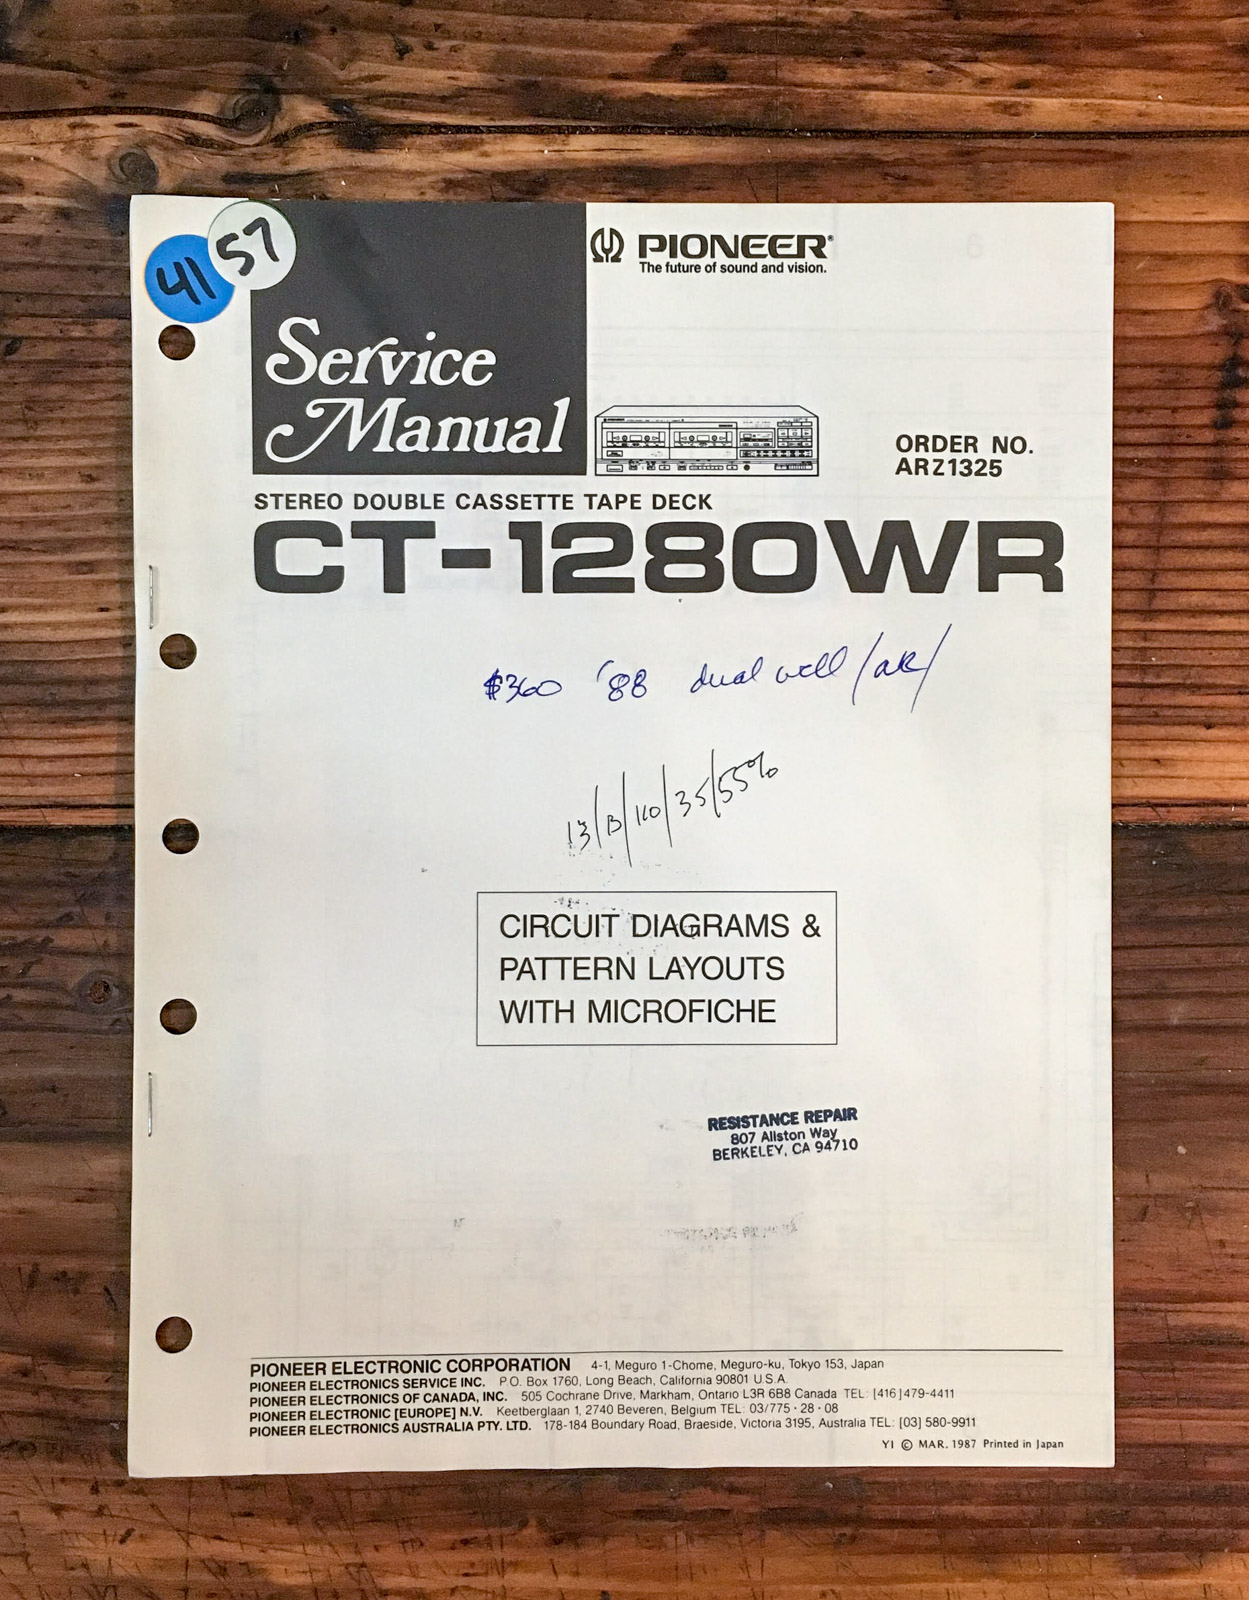 41
57
PIONEER®
The future of sound and vision.
Service
Manual
ORDER NO.
ARZ1325
STEREO DOUBLE CASSETTE TAPE DECK
CT-1280WR
$360 '88 dual well /aR/
13/B/110/35/55%
CIRCUIT DIAGRAMS &
PATTERN LAYOUTS
WITH MICROFICHE
RESISTANCE REPAIR
807 Allston Way
BERKELEY, CA 94710
PIONEER ELECTRONIC CORPORATION 4-1, Meguro 1-Chome, Meguro-ku, Tokyo 153, Japan
PIONEER ELECTRONICS SERVICE INC. P.O. Box 1760, Long Beach, California 90801 U.S.A.
PIONEER ELECTRONICS OF CANADA, INC. 505 Cochrane Drive, Markham, Ontario L3R 6B8 Canada TEL: [416]479-4411
PIONEER ELECTRONIC [EUROPE] N.V. Keetberglaan 1, 2740 Beveren, Belgium TEL: 03/775·28·08
PIONEER ELECTRONICS AUSTRALIA PTY. LTD. 178-184 Boundary Road, Braeside, Victoria 3195, Australia TEL: [03] 580-9911
YI © MAR. 1987 Printed in Japan